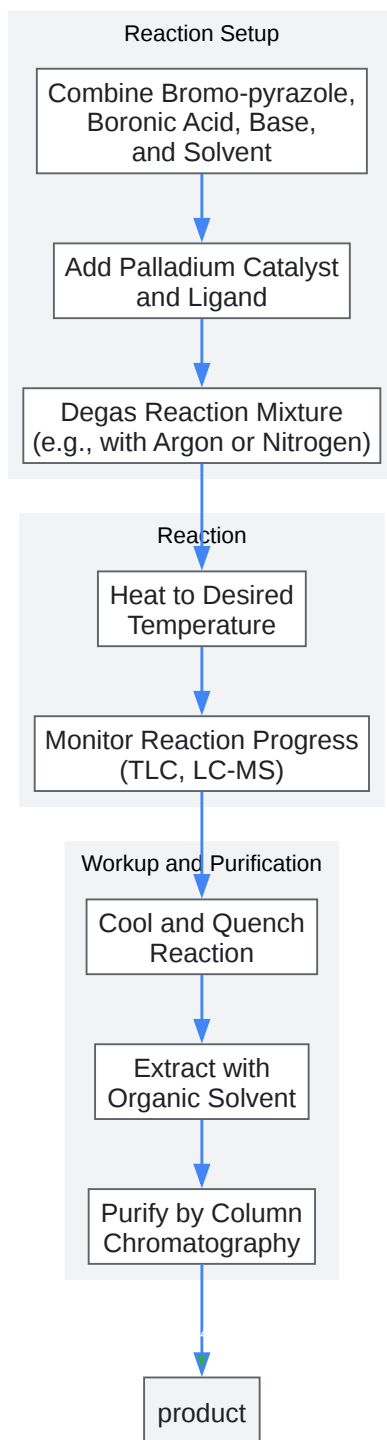 Reaction Setup
Combine Bromo-pyrazole,
Boronic Acid, Base,
and Solvent
Add Palladium Catalyst
and Ligand
Degas Reaction Mixture
(e.g., with Argon or Nitrogen)
Reaction
Heat to Desired
Temperature
Monitor Reaction Progress
(TLC, LC-MS)
Workup and Purification
Cool and Quench
Reaction
Extract with
Organic Solvent
Purify by Column
Chromatography
product